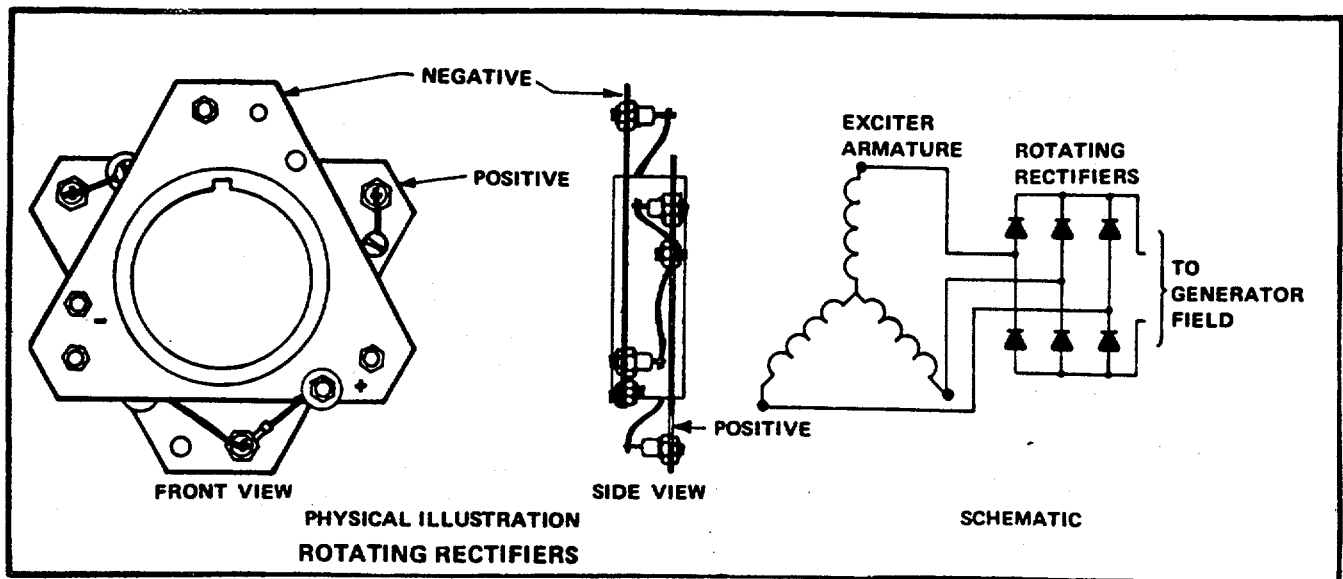 NEGATIVE
POSITIVE
-
+
FRONT VIEW
POSITIVE
SIDE VIEW
EXCITER
ARMATURE
ROTATING
RECTIFIERS
TO
GENERATOR
FIELD
PHYSICAL ILLUSTRATION
SCHEMATIC
ROTATING RECTIFIERS